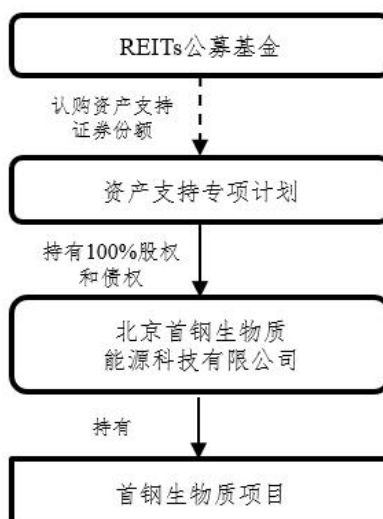 REITs公募基金
认购资产支持
证券份额
资产支持专项计划
持有100%股权
和债权
北京首钢生物质
能源科技有限公司
持有
首钢生物质项目